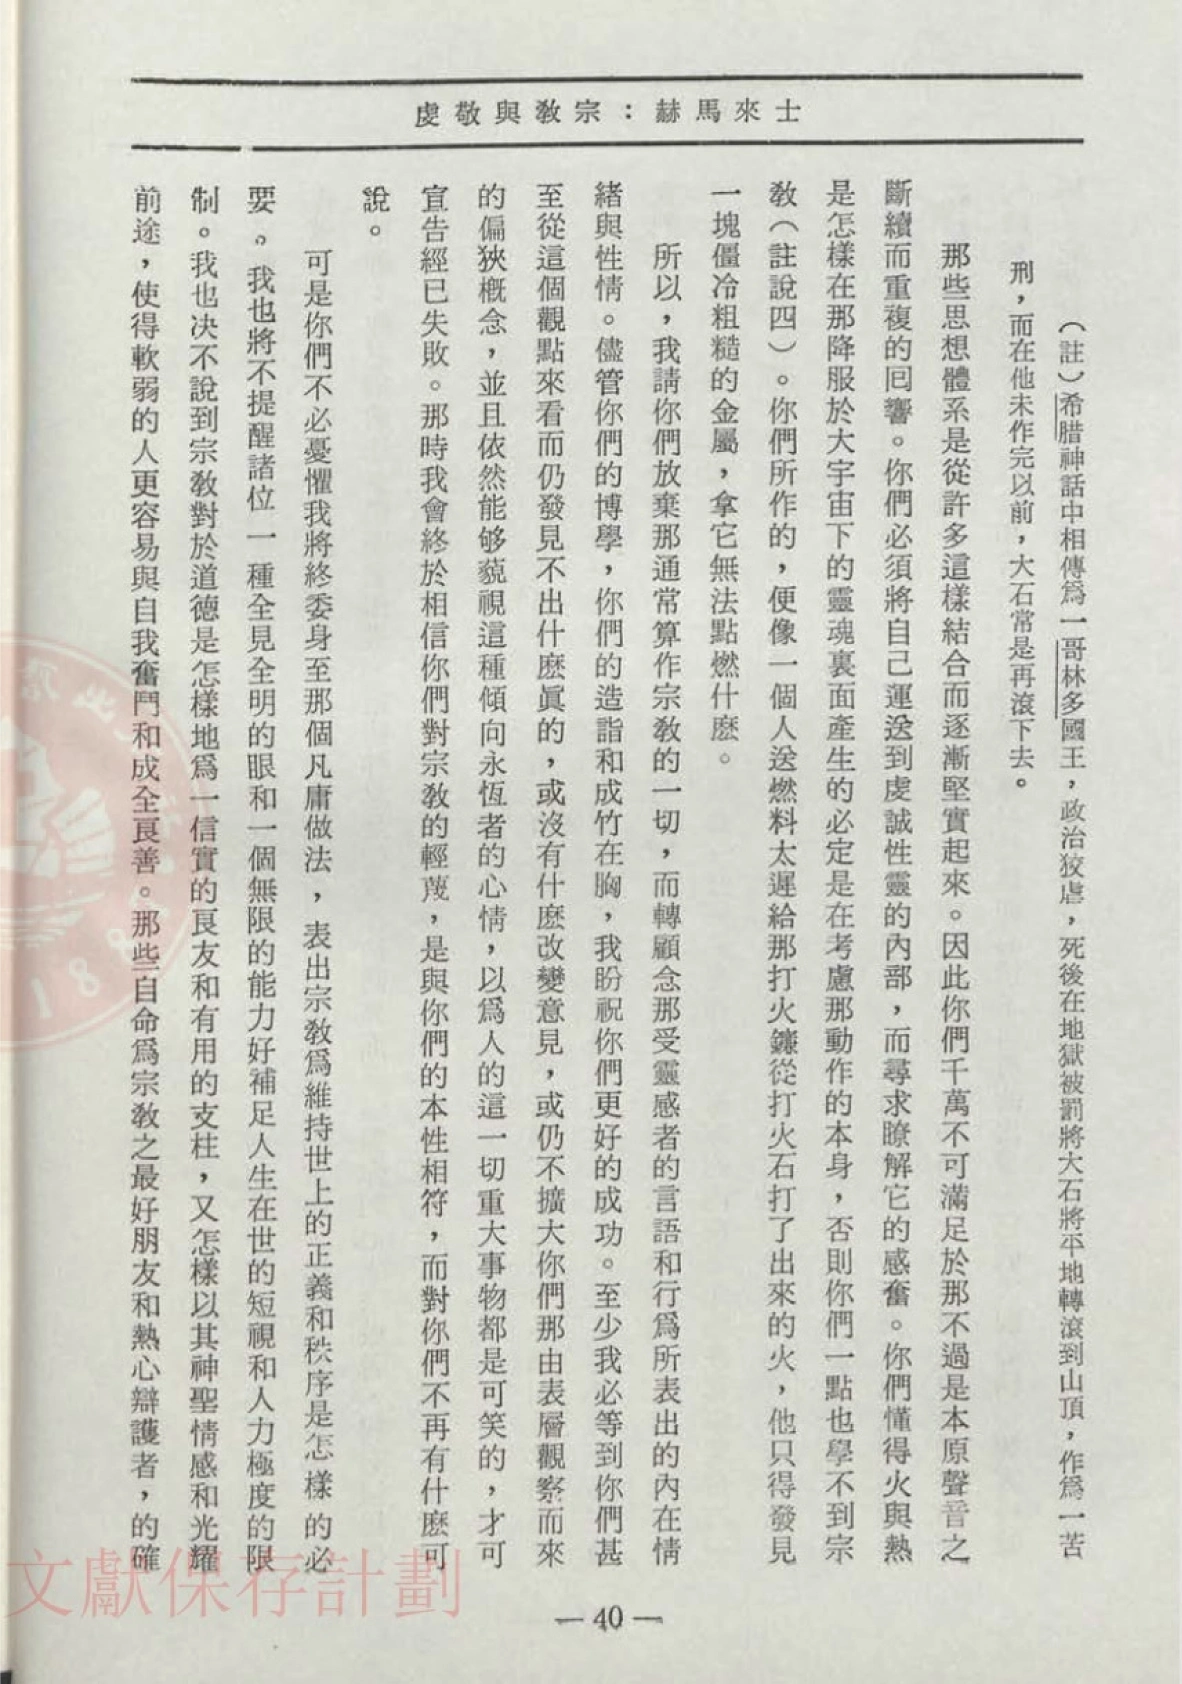 士來馬赫：宗敎與敬虔
（註）希腊神話中相傳爲一哥林多國王，政治狡虐，死後在地獄被罰將大石將平地轉滾到山頂，作爲一苦
刑，而在他未作完以前，大石常是再滾下去。
那些思想體系是從許多這樣結合而逐漸堅實起來。因此你們千萬不可滿足於那不過是本原聲音之
斷續而重複的囘響。你們必須將自己運送到虔誠性靈的內部，而尋求瞭解它的感奮。你們懂得火與熱
是怎樣在那降服於大宇宙下的靈魂裏面產生的必定是在考慮那動作的本身，否則你們一點也學不到宗
敎（註說四）。你們所作的，便像一個人送燃料太遲給那打火鐮從打火石打了出來的火，他只得發見
一塊僵冷粗糙的金屬，拿它無法點燃什麽。
所以，我請你們放棄那通常算作宗敎的一切，而轉顧念那受靈感者的言語和行爲所表出的內在情
緒與性情。儘管你們的博學，你們的造詣和成竹在胸，我盼祝你們更好的成功。至少我必等到你們甚
至從這個觀點來看而仍發見不出什麽眞的，或沒有什麽改變意見，或仍不擴大你們那由表層觀察而來
的偏狹槪念，並且依然能够藐視這種傾向永恆者的心情，以爲人的這一切重大事物都是可笑的，才可
宣告經已失敗。那時我會終於相信你們對宗敎的輕蔑，是與你們的本性相符，而對你們不再有什麽可
說。
可是你們不必憂懼我將終委身至那個凡庸做法，表出宗敎爲維持世上的正義和秩序是怎樣的必
要。我也將不提醒諸位一種全見全明的眼和一個無限的能力好補足人生在世的短視和人力極度的限
制。我也决不說到宗敎對於道德是怎樣地爲一信實的良友和有用的支柱，又怎樣以其神聖情感和光耀
前途，使得軟弱的人更容易與自我奮鬥和成全良善。那些自命爲宗敎之最好朋友和熱心辯護者，的確
— 40 —
文獻保存計劃
188